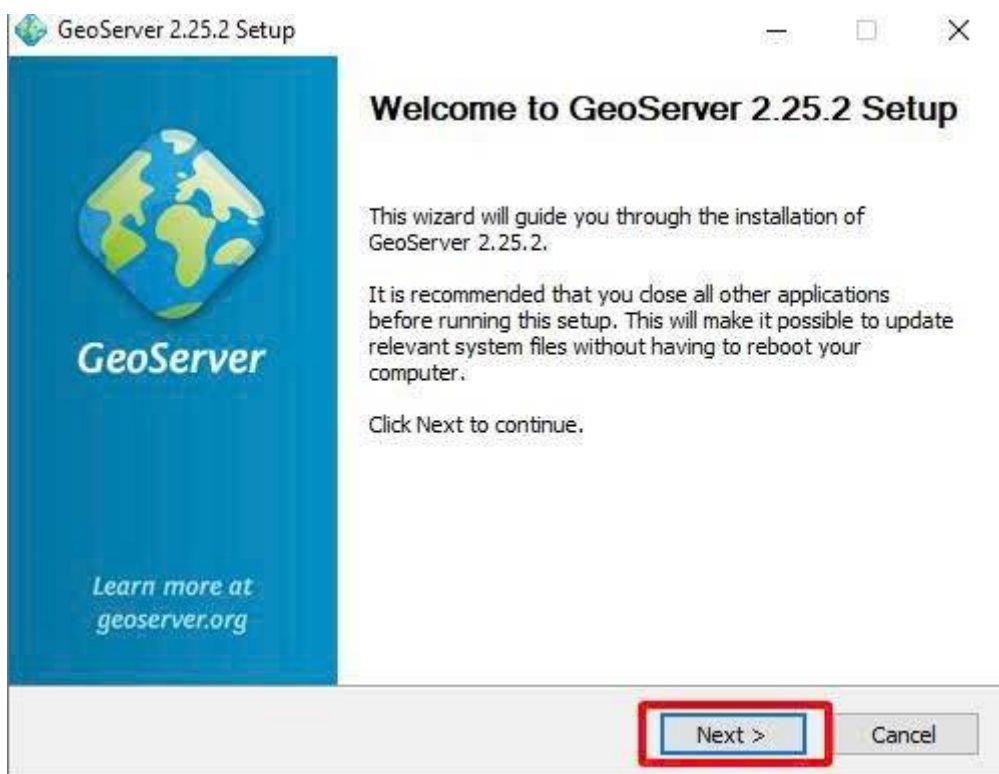 GeoServer 2.25.2 Setup
Welcome to GeoServer 2.25.2 Setup
This wizard will guide you through the installation of
GeoServer 2.25.2.
It is recommended that you close all other applications
before running this setup. This will make it possible to update
relevant system files without having to reboot your
computer.
Click Next to continue.
GeoServer
Learn more at
geoserver.org
Next >
Cancel